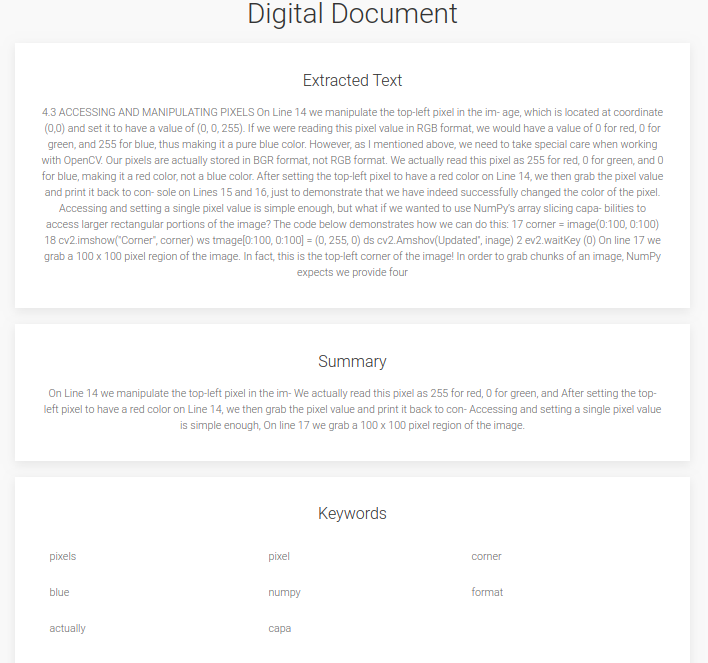 Digital Document
Extracted Text
4.3 ACCESSING AND MANIPULATING PIXELS On Line 14 we manipulate the top-left pixel in the im- age, which is located at coordinate
(0,0) and set it to have a value of (0, 0, 255). If we were reading this pixel value in RGB format, we would have a value of 0 for red, 0 for
green, and 255 for blue, thus making it a pure blue color. However, as I mentioned above, we need to take special care when working
with OpenCV. Our pixels are actually stored in BGR format, not RGB format. We actually read this pixel as 255 for red, 0 for green, and 0
for blue, making it a red color, not a blue color. After setting the top-left pixel to have a red color on Line 14, we then grab the pixel value
and print it back to con- sole on Lines 15 and 16, just to demonstrate that we have indeed successfully changed the color of the pixel.
Accessing and setting a single pixel value is simple enough, but what if we wanted to use NumPy's array slicing capa- bilities to
access larger rectangular portions of the image? The code below demonstrates how we can do this: 17 corner = image(0:100, 0:100)
18 cv2.imshow("Corner", corner) ws tmage[0:100, 0:100] = (0, 255, 0) ds cv2.Amshov(Updated", inage) 2 ev2.waitKey (0) On line 17 we
grab a 100 x 100 pixel region of the image. In fact, this is the top-left corner of the image! In order to grab chunks of an image, NumPy
expects we provide four
Summary
On Line 14 we manipulate the top-left pixel in the im- We actually read this pixel as 255 for red, 0 for green, and After setting the top-
left pixel to have a red color on Line 14, we then grab the pixel value and print it back to con- Accessing and setting a single pixel value
is simple enough, On line 17 we grab a 100 x 100 pixel region of the image.
Keywords
pixels pixel corner
blue numpy format
actually capa